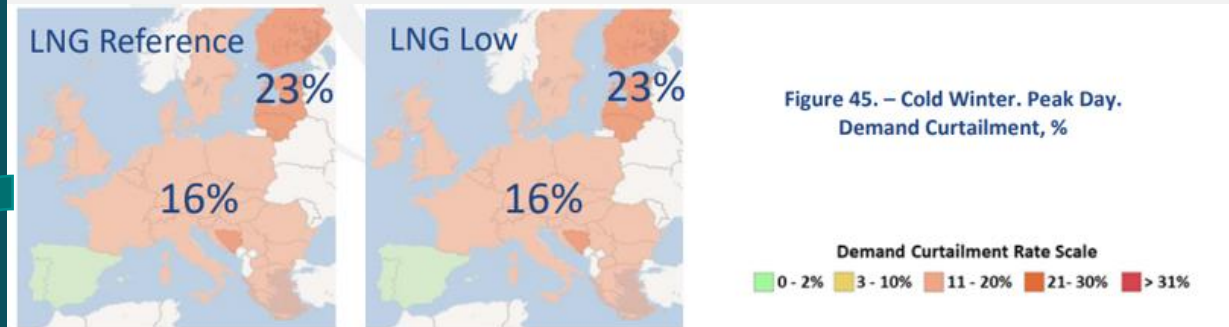 LNG Reference
23%
16%
LNG Low
23%
16%
Figure 45. – Cold Winter. Peak Day.
Demand Curtailment, %
Demand Curtailment Rate Scale
0 - 2% 3 - 10% 11 - 20% 21- 30% > 31%